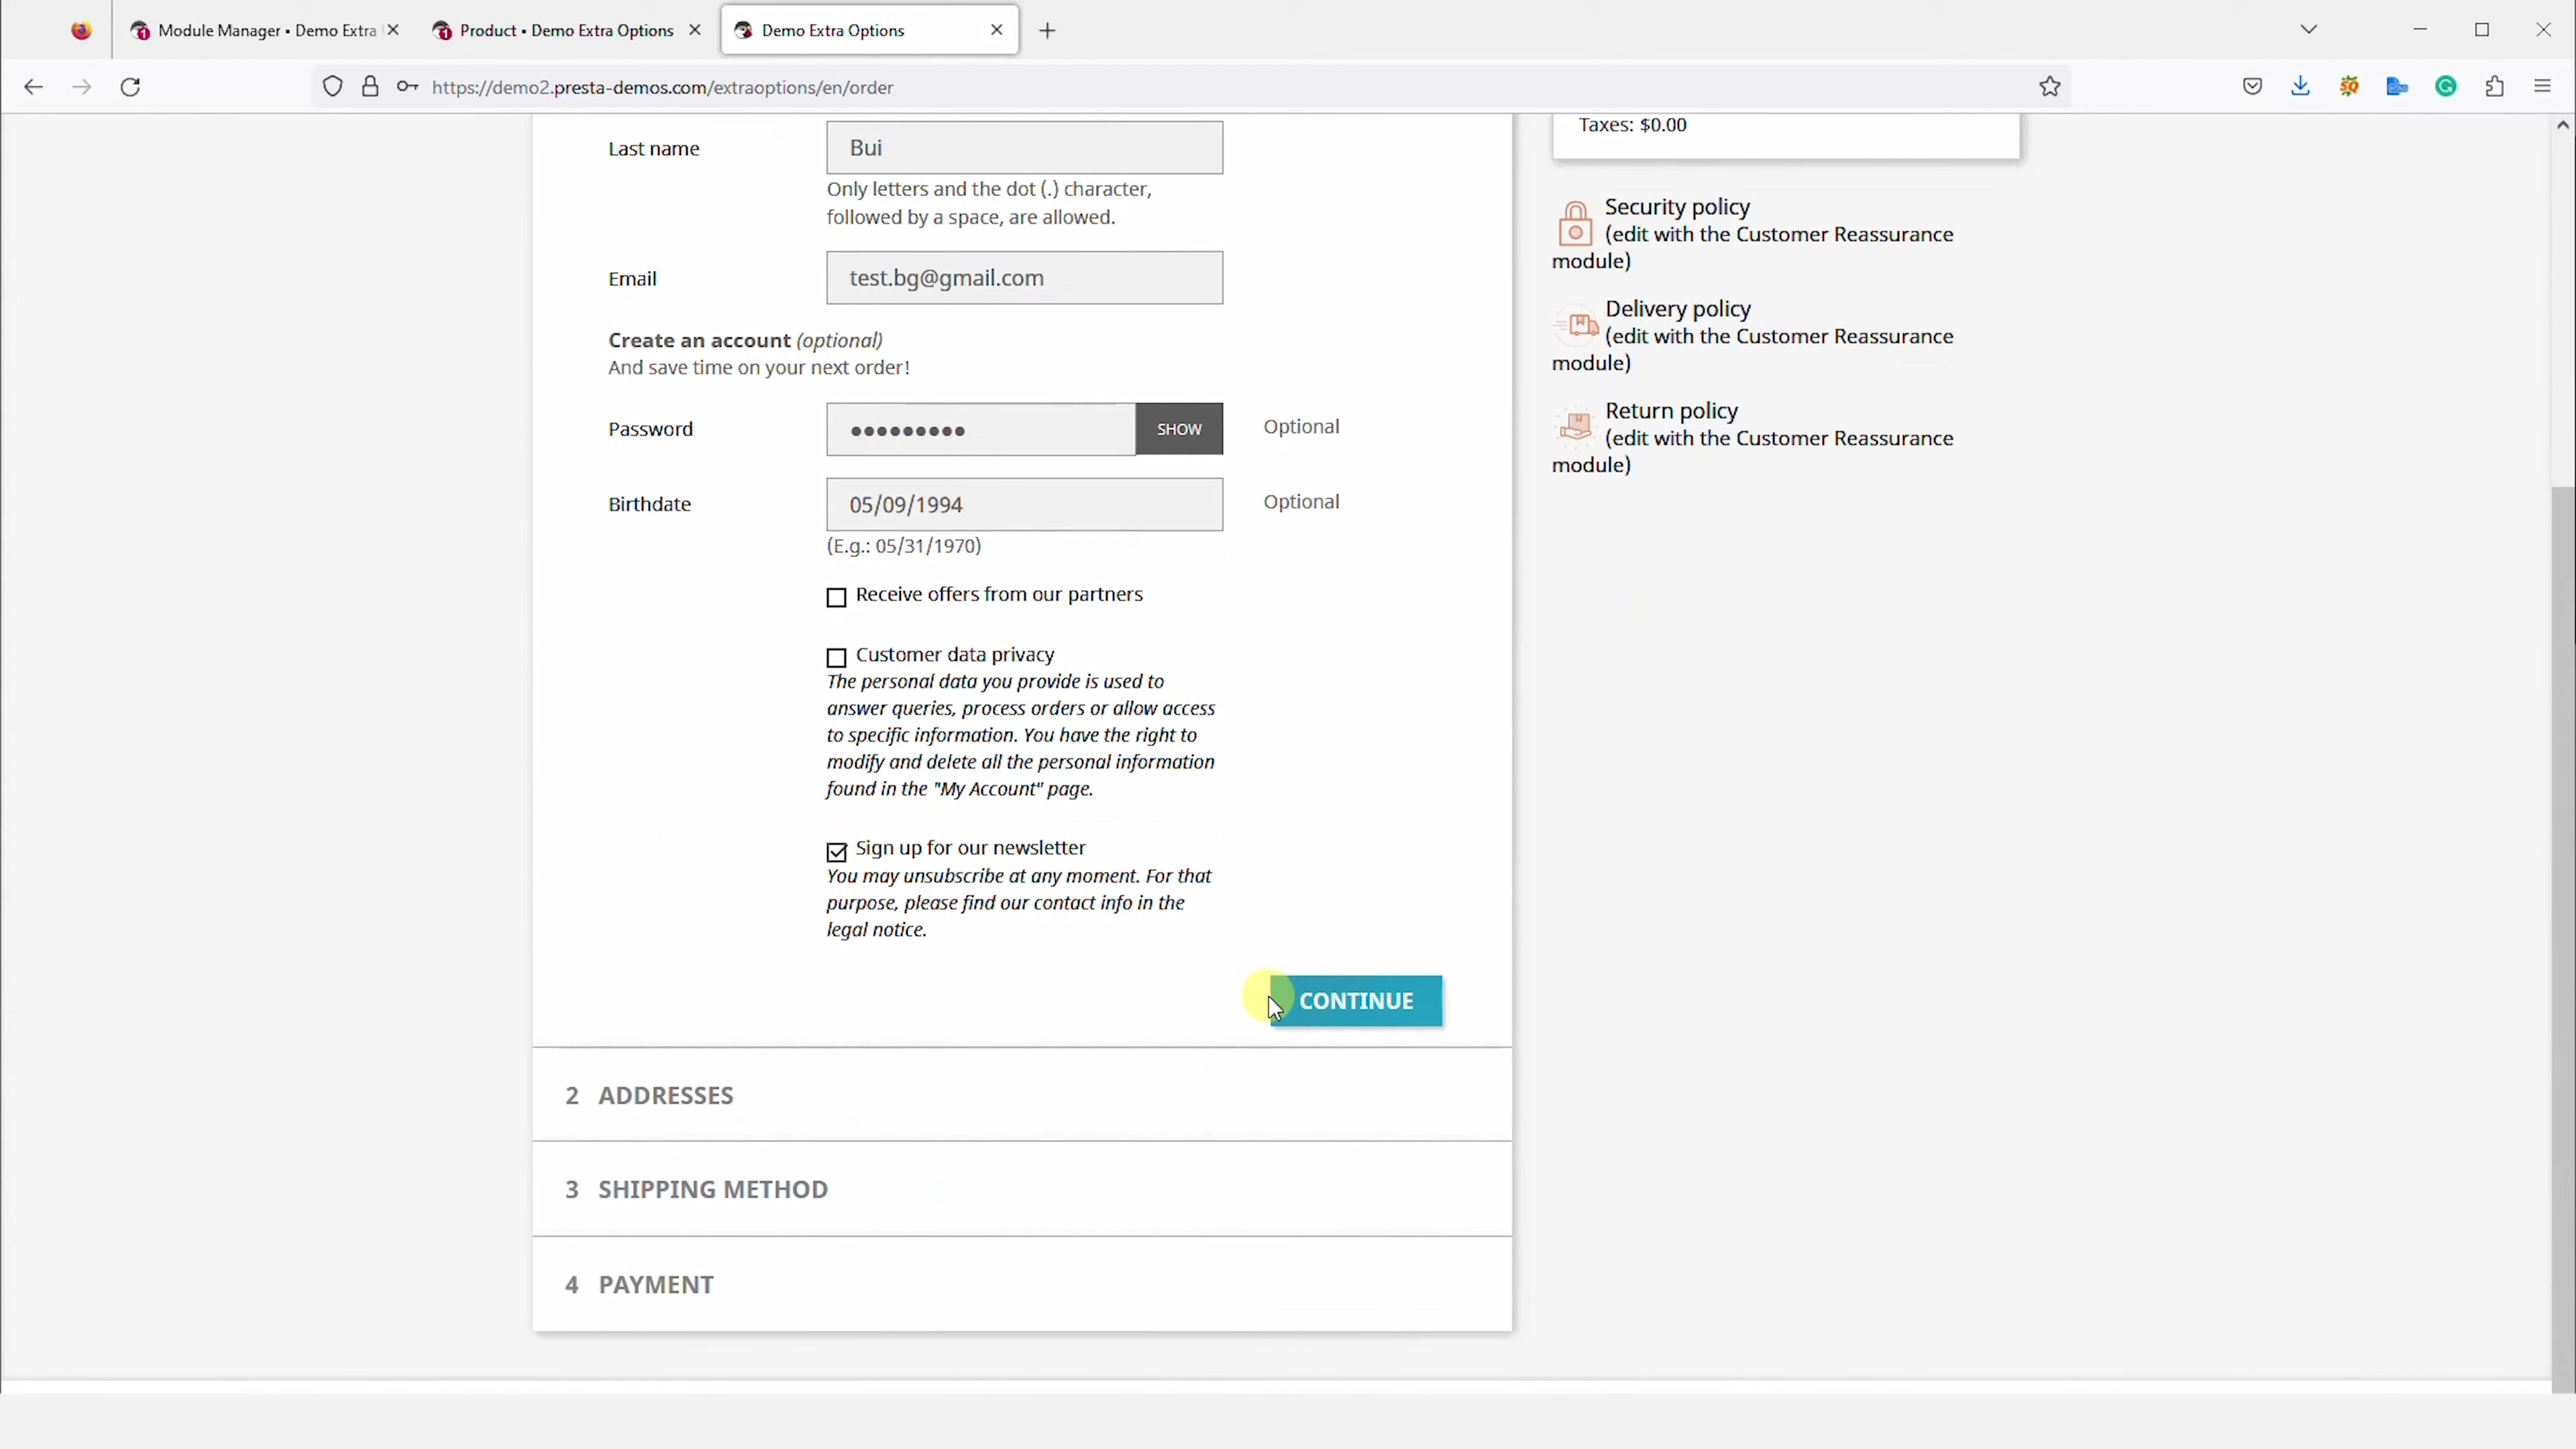 Module Manager • Demo Extra
Product • Demo Extra Options
Demo Extra Options
https://demo2.presta-demos.com/extraoptions/en/order
Last name
Bui
Only letters and the dot (.) character,
followed by a space, are allowed.
Email
test.bg@gmail.com
Create an account (optional)
And save time on your next order!
Password
●●●●●●●●●
SHOW
Optional
Birthdate
05/09/1994
Optional
(E.g.: 05/31/1970)
Receive offers from our partners
Customer data privacy
The personal data you provide is used to
answer queries, process orders or allow access
to specific information. You have the right to
modify and delete all the personal information
found in the "My Account" page.
Sign up for our newsletter
You may unsubscribe at any moment. For that
purpose, please find our contact info in the
legal notice.
CONTINUE
2 ADDRESSES
3 SHIPPING METHOD
4 PAYMENT
Taxes: $0.00
Security policy
(edit with the Customer Reassurance
module)
Delivery policy
(edit with the Customer Reassurance
module)
Return policy
(edit with the Customer Reassurance
module)